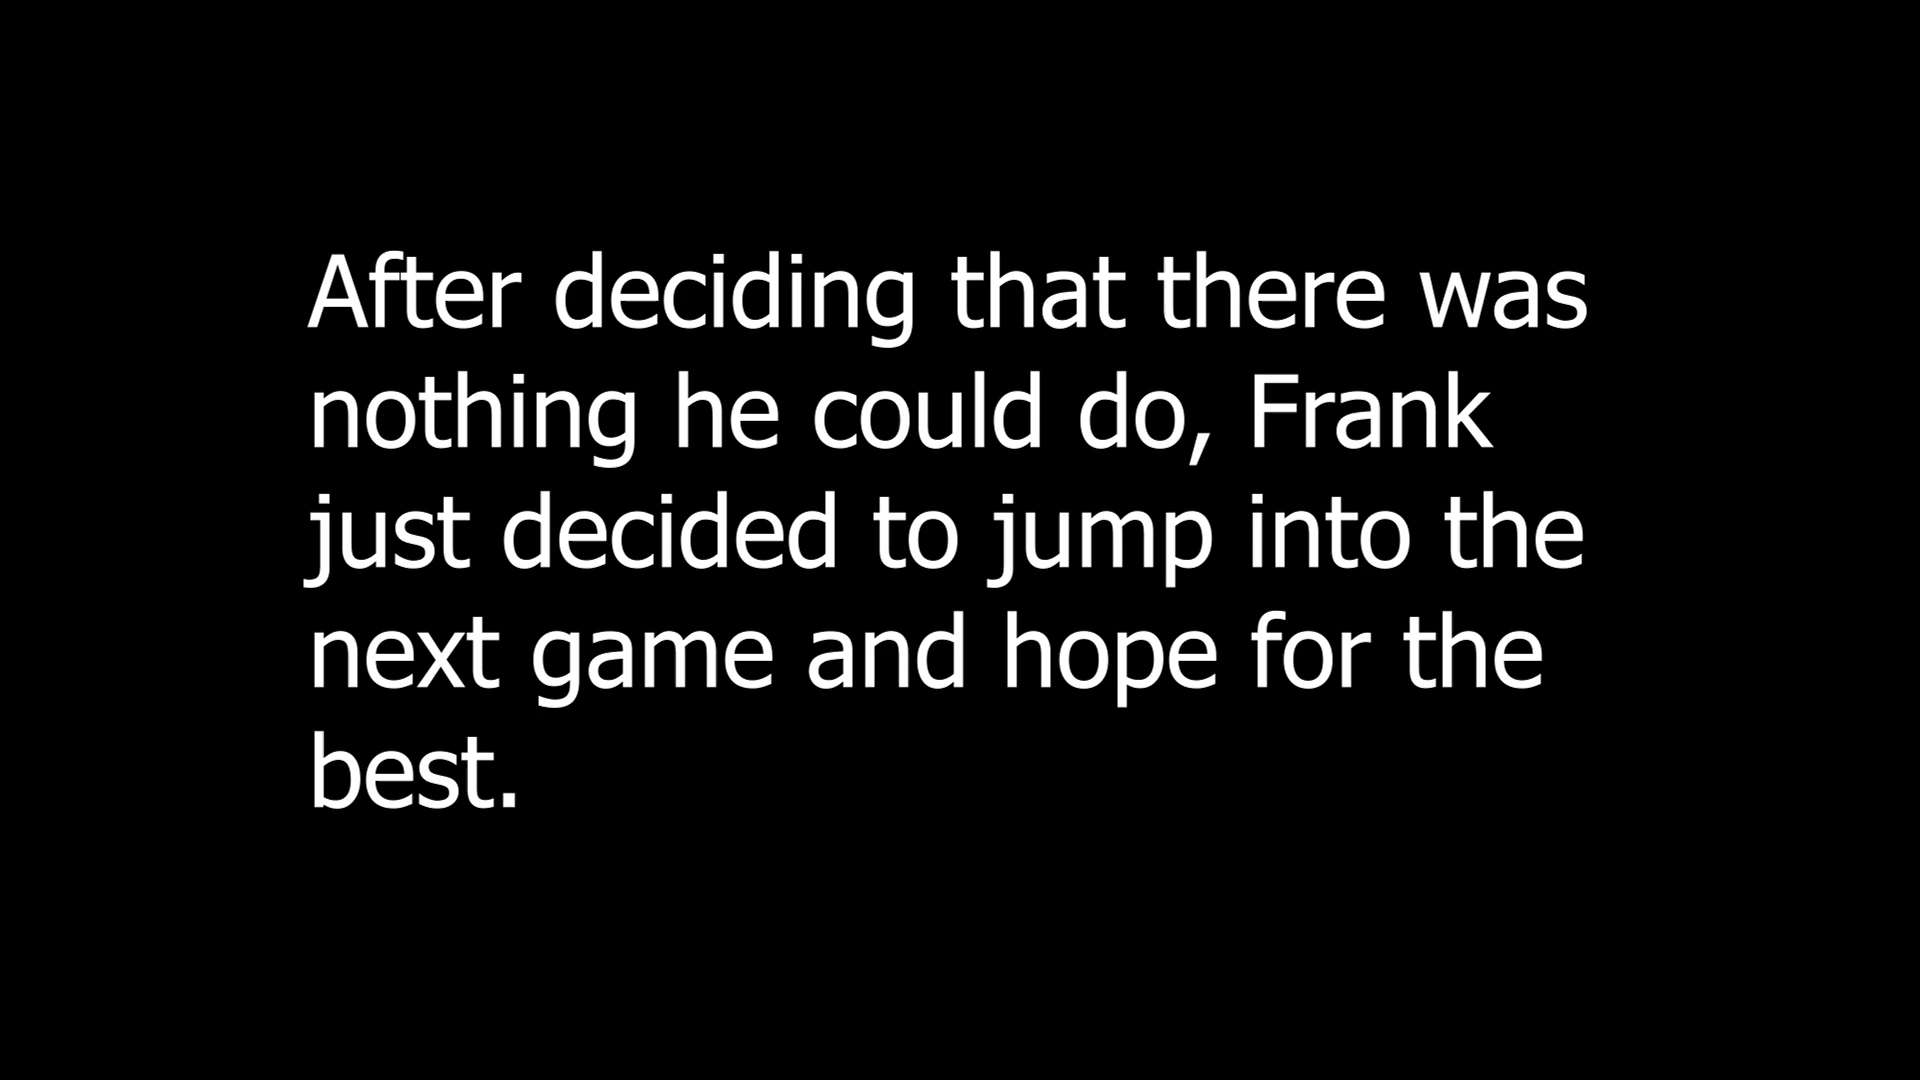 After deciding that there was
nothing he could do, Frank
just decided to jump into the
next game and hope for the
best.